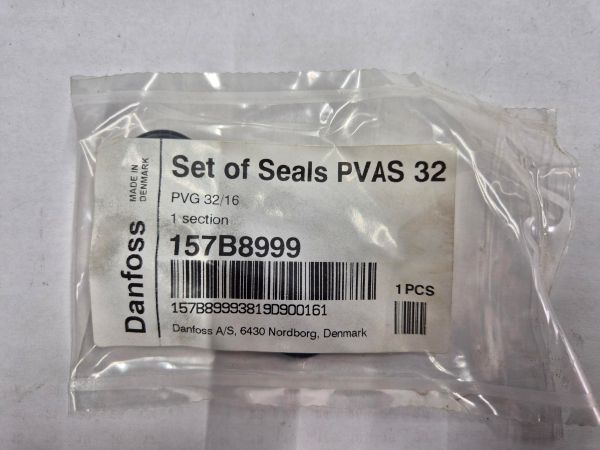 Danfoss
MADE IN
DENMARK
Set of Seals PVAS 32
PVG 32/16
1 section
157B8999
1 PCS
157B89993819D900161
Danfoss A/S, 6430 Nordborg, Denmark